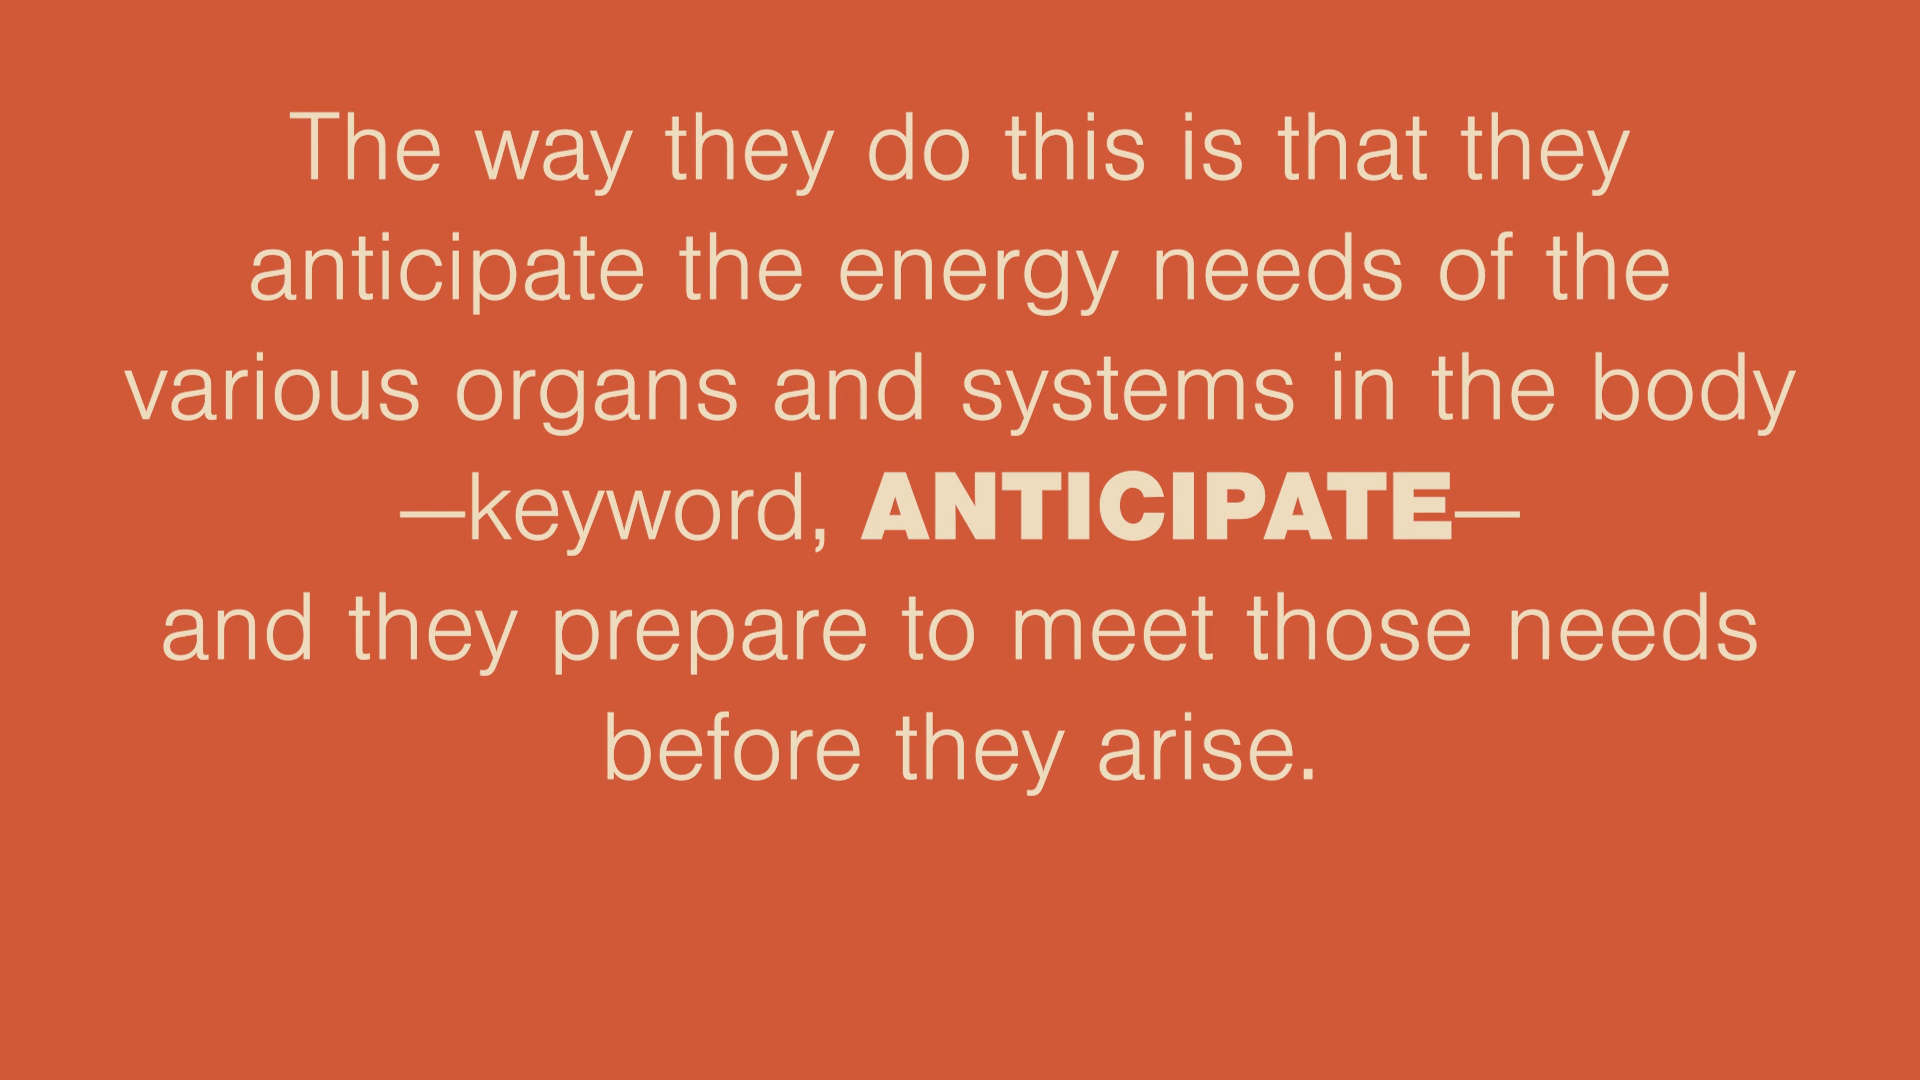 The way they do this is that they
anticipate the energy needs of the
various organs and systems in the body
—keyword, ANTICIPATE—
and they prepare to meet those needs
before they arise.